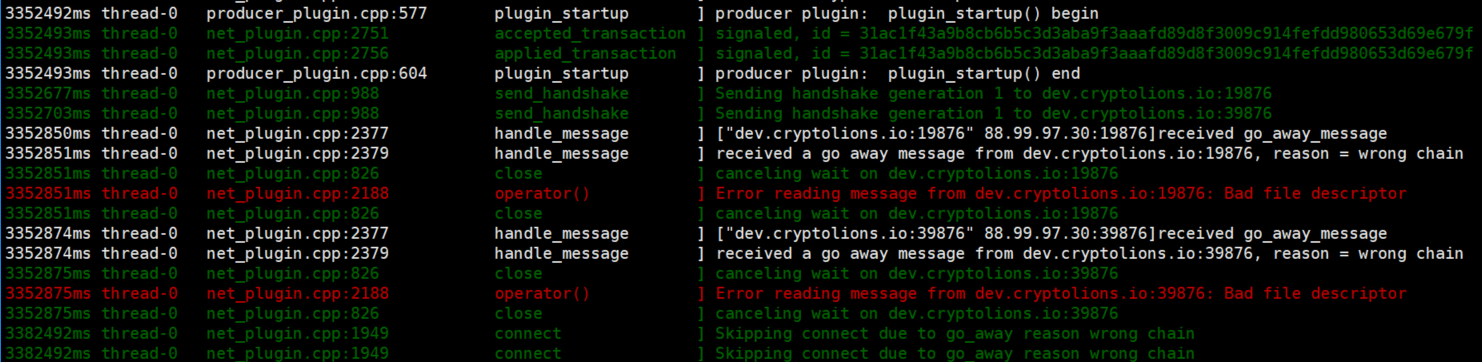 3352492ms thread-0 producer_plugin.cpp:577 plugin_startup ] producer plugin: plugin_startup() begin
3352493ms thread-0 net_plugin.cpp:2751 accepted_transaction ] signaled, id = 31ac1f43a9b8cb6b5c3d3aba9f3aaafd89d8f3009c914fefdd980653d69e679f
3352493ms thread-0 net_plugin.cpp:2756 applied_transaction ] signaled, id = 31ac1f43a9b8cb6b5c3d3aba9f3aaafd89d8f3009c914fefdd980653d69e679f
3352493ms thread-0 producer_plugin.cpp:604 plugin_startup ] producer plugin: plugin_startup() end
3352677ms thread-0 net_plugin.cpp:988 send_handshake ] Sending handshake generation 1 to dev.cryptolions.io:19876
3352703ms thread-0 net_plugin.cpp:988 send_handshake ] Sending handshake generation 1 to dev.cryptolions.io:39876
3352850ms thread-0 net_plugin.cpp:2377 handle_message ] ["dev.cryptolions.io:19876" 88.99.97.30:19876]received go_away_message
3352851ms thread-0 net_plugin.cpp:2379 handle_message ] received a go away message from dev.cryptolions.io:19876, reason = wrong chain
3352851ms thread-0 net_plugin.cpp:826 close ] canceling wait on dev.cryptolions.io:19876
3352851ms thread-0 net_plugin.cpp:2188 operator() ] Error reading message from dev.cryptolions.io:19876: Bad file descriptor
3352851ms thread-0 net_plugin.cpp:826 close ] canceling wait on dev.cryptolions.io:19876
3352874ms thread-0 net_plugin.cpp:2377 handle_message ] ["dev.cryptolions.io:39876" 88.99.97.30:39876]received go_away_message
3352874ms thread-0 net_plugin.cpp:2379 handle_message ] received a go away message from dev.cryptolions.io:39876, reason = wrong chain
3352875ms thread-0 net_plugin.cpp:826 close ] canceling wait on dev.cryptolions.io:39876
3352875ms thread-0 net_plugin.cpp:2188 operator() ] Error reading message from dev.cryptolions.io:39876: Bad file descriptor
3352875ms thread-0 net_plugin.cpp:826 close ] canceling wait on dev.cryptolions.io:39876
3382492ms thread-0 net_plugin.cpp:1949 connect ] Skipping connect due to go_away reason wrong chain
3382492ms thread-0 net_plugin.cpp:1949 connect ] Skipping connect due to go_away reason wrong chain